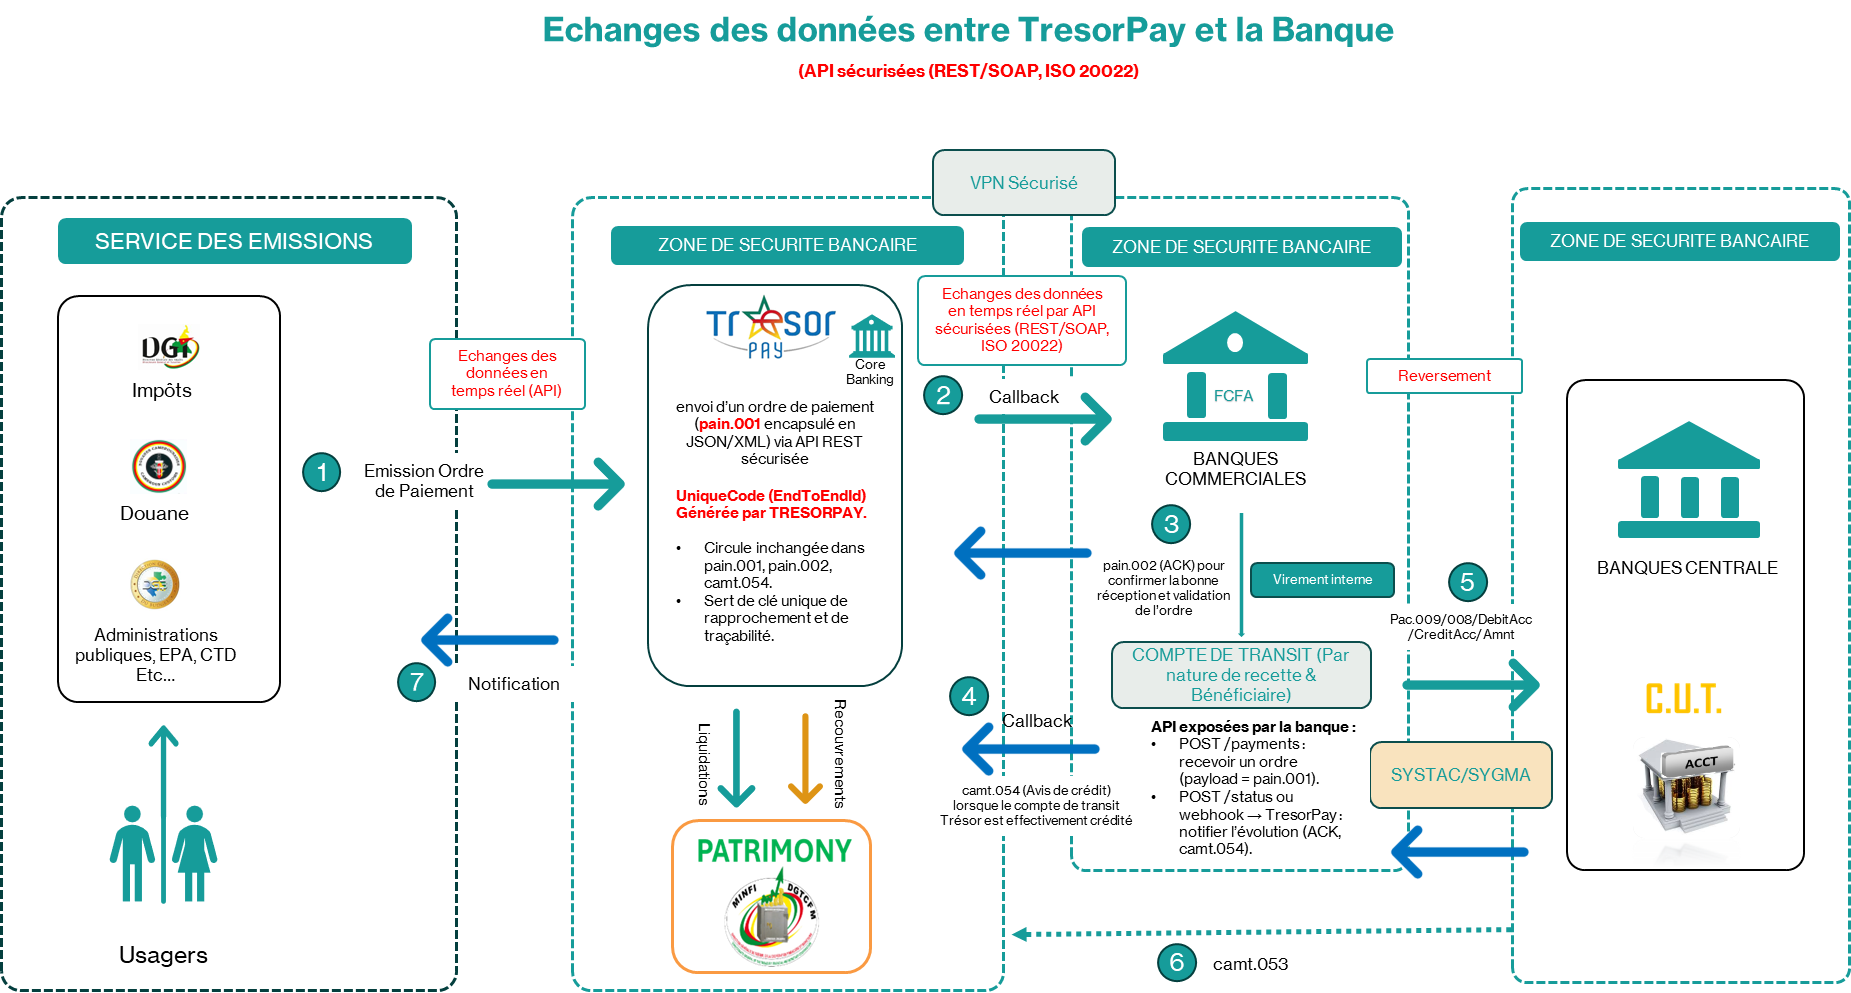 Echanges des données entre TresorPay et la Banque
(API sécurisées (REST/SOAP, ISO 20022)
VPN Sécurisé
SERVICE DES EMISSIONS
DGI
Impôts
Douane
Administrations
publiques, EPA, CTD
Etc...
Usagers
Echanges des
données en
temps réel (API)
1
Emission Ordre
de Paiement
7
Notification
ZONE DE SECURITE BANCAIRE
TrEsor
PAY
Core
Banking
envoi d'un ordre de paiement
(pain.001 encapsulé en
JSON/XML) via API REST
sécurisée
UniqueCode (EndToEndId)
Générée par TRESORPAY.
• Circule inchangée dans
pain.001, pain.002,
camt.054.
• Sert de clé unique de
rapprochement et de
traçabilité.
Liquidations
Recouvrements
PATRIMONY
MINFI DGTCFM
Echanges des données
en temps réel par API
sécurisées (REST/SOAP,
ISO 20022)
2
Callback
ZONE DE SECURITE BANCAIRE
FCFA
BANQUES
COMMERCIALES
3
pain.002 (ACK) pour
confirmer la bonne
réception et validation
de l'ordre
Virement interne
COMPTE DE TRANSIT (Par
nature de recette &
Bénéficiaire)
4
Callback
camt.054 (Avis de crédit)
lorsque le compte de transit
Trésor est effectivement crédité
API exposées par la banque :
• POST /payments :
recevoir un ordre
(payload = pain.001).
• POST /status ou
webhook → TresorPay :
notifier l'évolution (ACK,
camt.054).
Reversement
5
Pac.009/008/DebitAcc
/CreditAcc/Amnt
SYSTAC/SYGMA
6
camt.053
ZONE DE SECURITE BANCAIRE
BANQUES CENTRALE
C.U.T.
ACCT